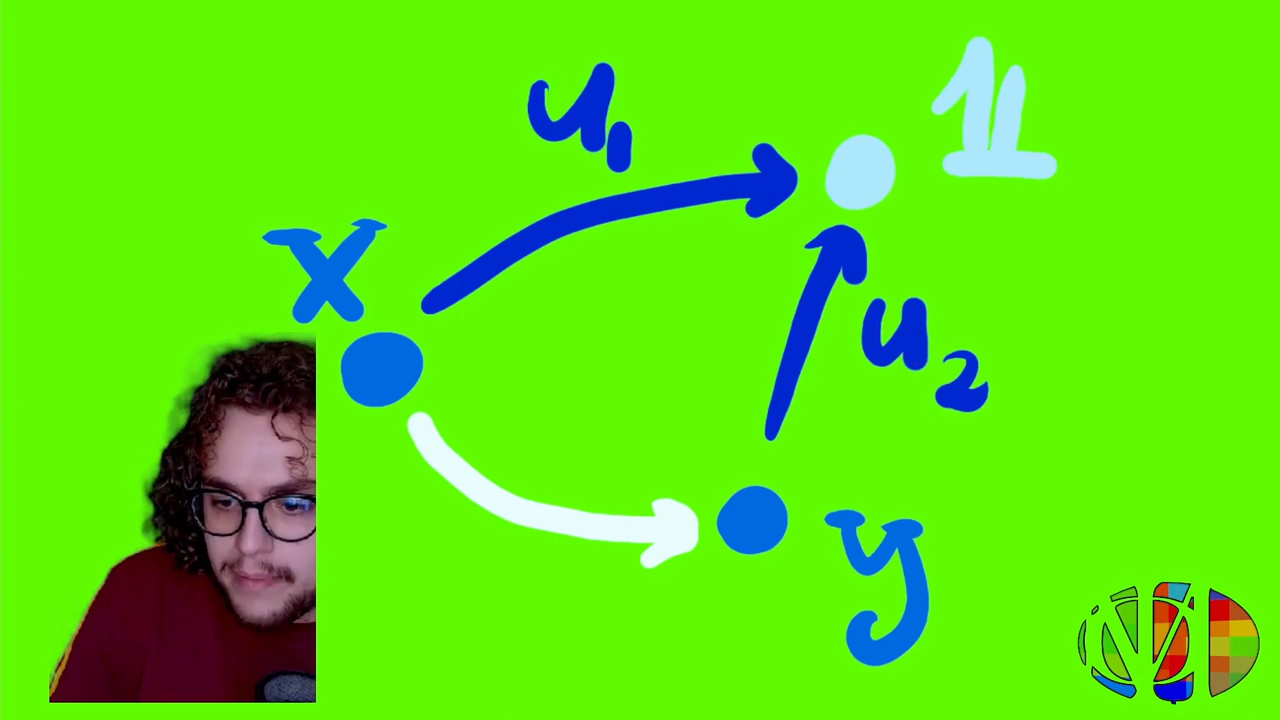 u₁
𝟙
x
u₂
y